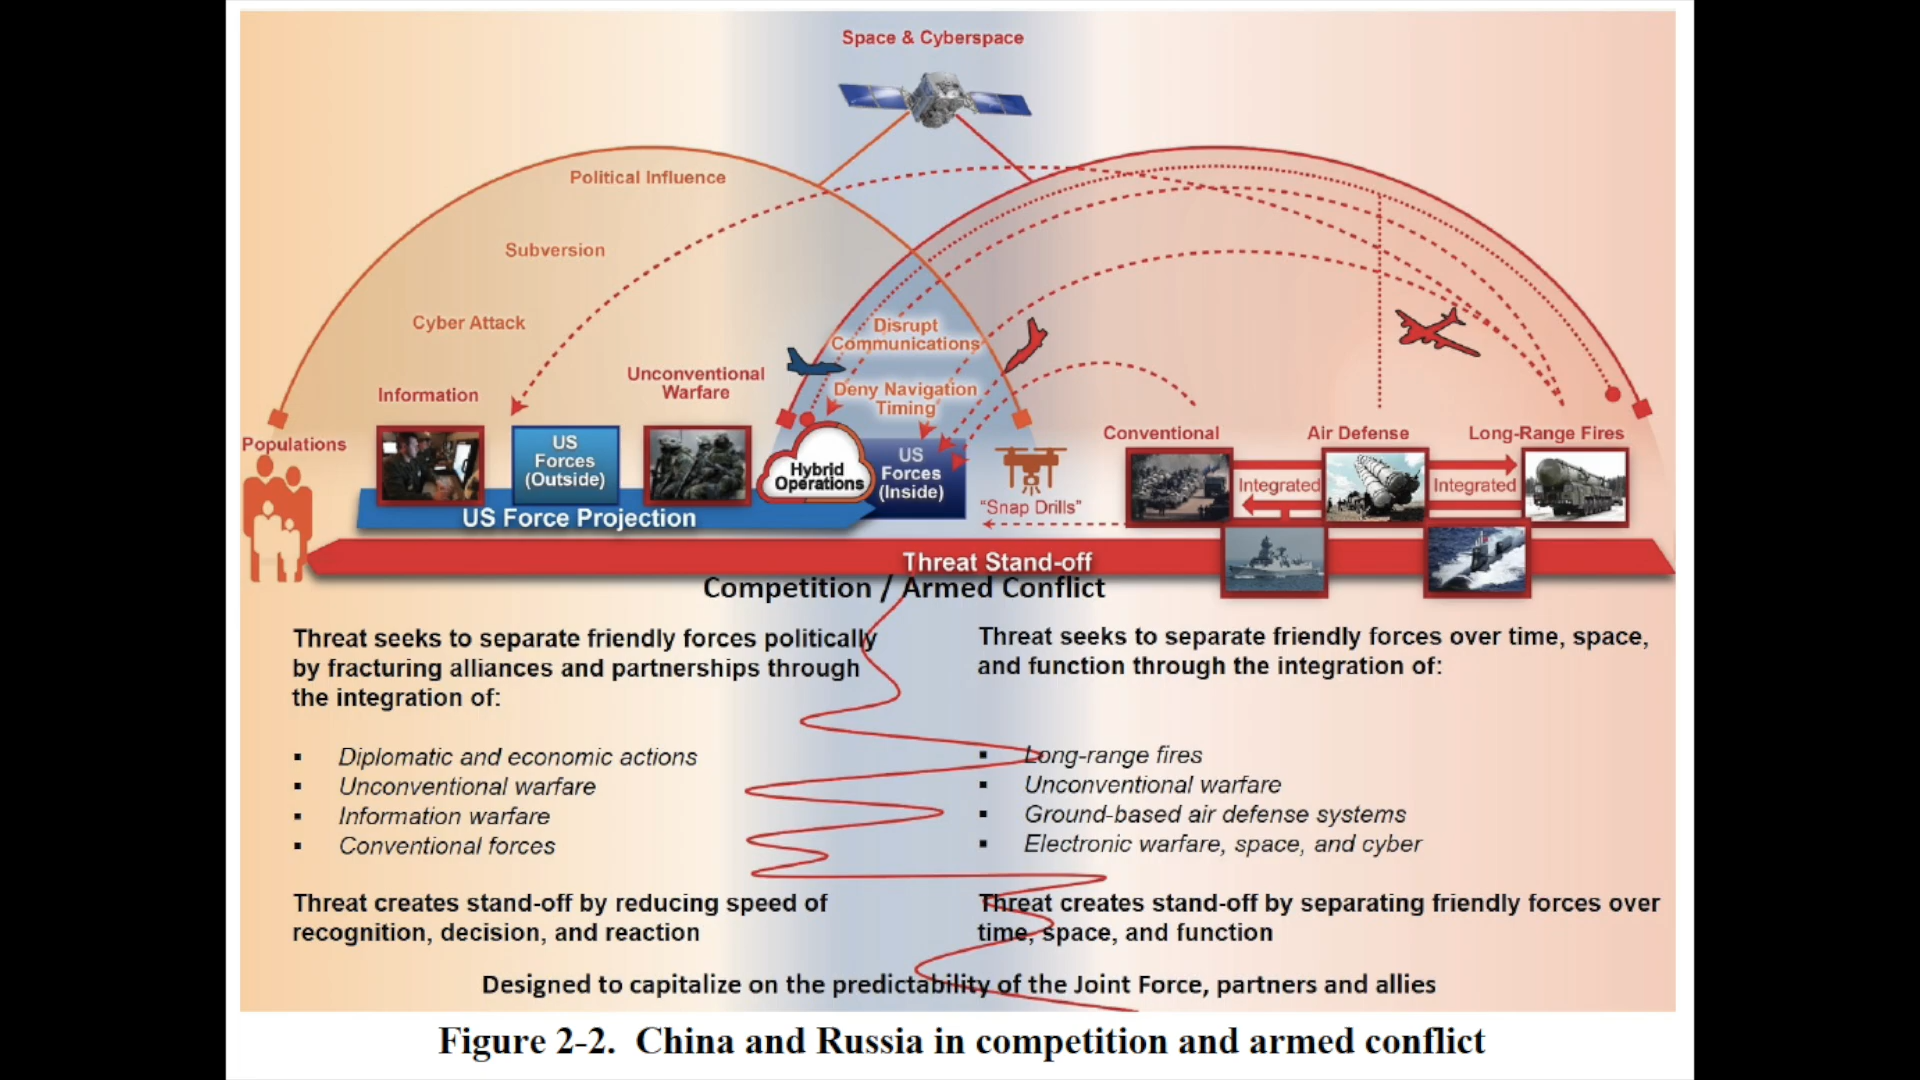 Space & Cyberspace
Political Influence
Subversion
Cyber Attack
Disrupt
Communications
Information
Unconventional
Warfare
Deny Navigation
Timing
Populations
US
Forces
(Outside)
Hybrid
Operations
US
Forces
(Inside)
"Snap Drills"
Conventional
Air Defense
Long-Range Fires
Integrated
Integrated
US Force Projection
Threat Stand-off
Competition / Armed Conflict
Threat seeks to separate friendly forces politically
by fracturing alliances and partnerships through
the integration of:
▪ Diplomatic and economic actions
▪ Unconventional warfare
▪ Information warfare
▪ Conventional forces
Threat creates stand-off by reducing speed of
recognition, decision, and reaction
Threat seeks to separate friendly forces over time, space,
and function through the integration of:
▪ Long-range fires
▪ Unconventional warfare
▪ Ground-based air defense systems
▪ Electronic warfare, space, and cyber
Threat creates stand-off by separating friendly forces over
time, space, and function
Designed to capitalize on the predictability of the Joint Force, partners and allies
Figure 2-2. China and Russia in competition and armed conflict